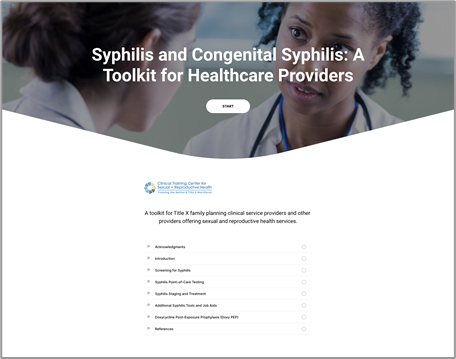 Syphilis and Congenital Syphilis: A
Toolkit for Healthcare Providers
START
Clinical Training Center for
Sexual + Reproductive Health
A toolkit for Title X family planning clinical service providers and other
providers offering sexual and reproductive health services.
Acknowledgments
Introduction
Screening for Syphilis
Syphilis Point-of-Care Testing
Syphilis Staging and Treatment
Additional Syphilis Tools and Job Aids
Doxycycline Post-Exposure Prophylaxis (Doxy PEP)
References